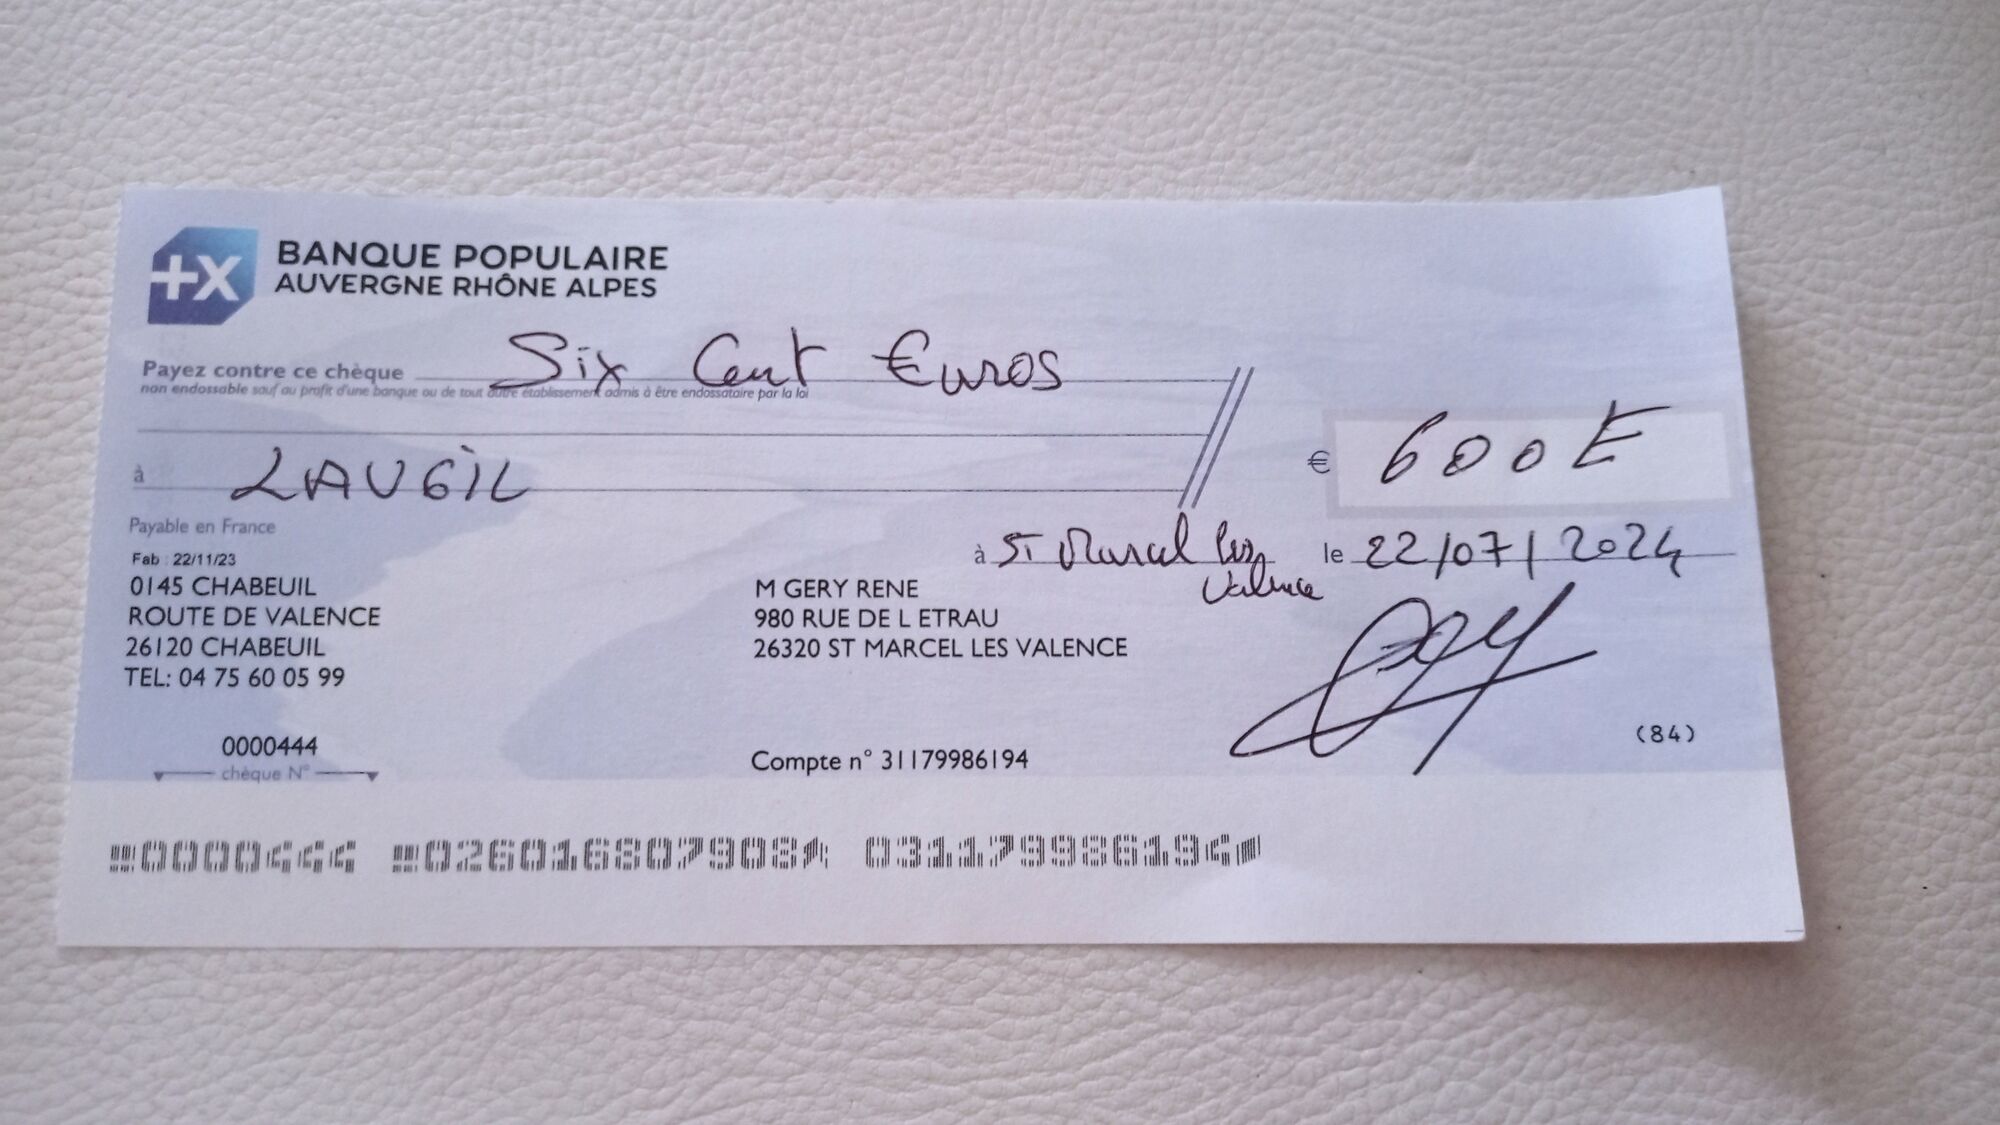 +X BANQUE POPULAIRE
AUVERGNE RHÔNE ALPES
Payez contre ce chèque Six Cent Euros
non endossable sauf au profit d'une banque ou de tout autre établissement admis à être endossataire par la loi
à LAUGIL
€ 600 E
Payable en France
à ST Marcel les Valence le 22/07/2024
Fab : 22/11/23
0145 CHABEUIL
ROUTE DE VALENCE
26120 CHABEUIL
TEL: 04 75 60 05 99
M GERY RENE
980 RUE DE L ETRAU
26320 ST MARCEL LES VALENCE
(84)
0000444
chèque N°
Compte n° 31179986194
0000444 026016807908 031179986194